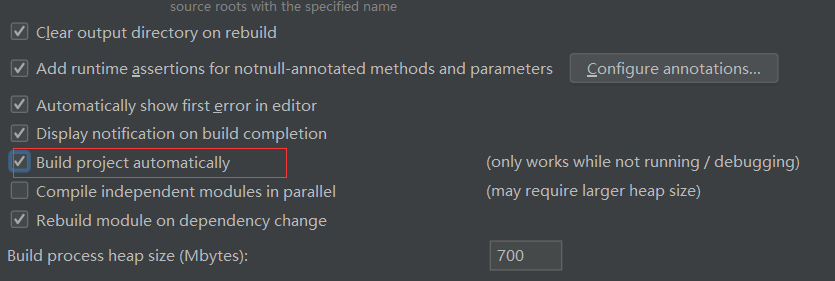 source roots with the specified name
Clear output directory on rebuild
Add runtime assertions for notnull-annotated methods and parameters Configure annotations...
Automatically show first error in editor
Display notification on build completion
Build project automatically (only works while not running / debugging)
Compile independent modules in parallel (may require larger heap size)
Rebuild module on dependency change
Build process heap size (Mbytes): 700